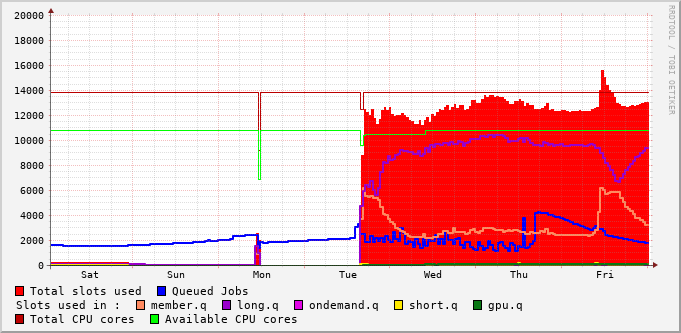 20000
18000
16000
14000
12000
10000
8000
6000
4000
2000
0
Sat Sun Mon Tue Wed Thu Fri
Total slots used Queued Jobs
Slots used in : member.q long.q ondemand.q short.q gpu.q
Total CPU cores Available CPU cores
RRDTOOL / TOBI OETIKER